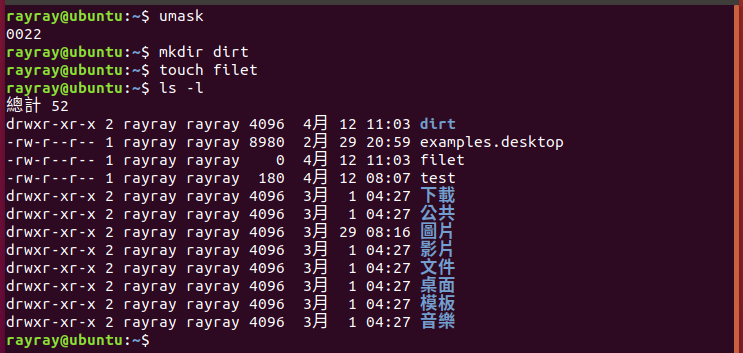 rayray@ubuntu:~$ umask
0022
rayray@ubuntu:~$ mkdir dirt
rayray@ubuntu:~$ touch filet
rayray@ubuntu:~$ ls -l
總計 52
drwxr-xr-x 2 rayray rayray 4096  4月 12 11:03 dirt
-rw-r--r-- 1 rayray rayray 8980  2月 29 20:59 examples.desktop
-rw-r--r-- 1 rayray rayray    0  4月 12 11:03 filet
-rw-r--r-- 1 rayray rayray  180  4月 12 08:07 test
drwxr-xr-x 2 rayray rayray 4096  3月  1 04:27 下載
drwxr-xr-x 2 rayray rayray 4096  3月  1 04:27 公共
drwxr-xr-x 2 rayray rayray 4096  3月 29 08:16 圖片
drwxr-xr-x 2 rayray rayray 4096  3月  1 04:27 影片
drwxr-xr-x 2 rayray rayray 4096  3月  1 04:27 文件
drwxr-xr-x 2 rayray rayray 4096  3月  1 04:27 桌面
drwxr-xr-x 2 rayray rayray 4096  3月  1 04:27 模板
drwxr-xr-x 2 rayray rayray 4096  3月  1 04:27 音樂
rayray@ubuntu:~$